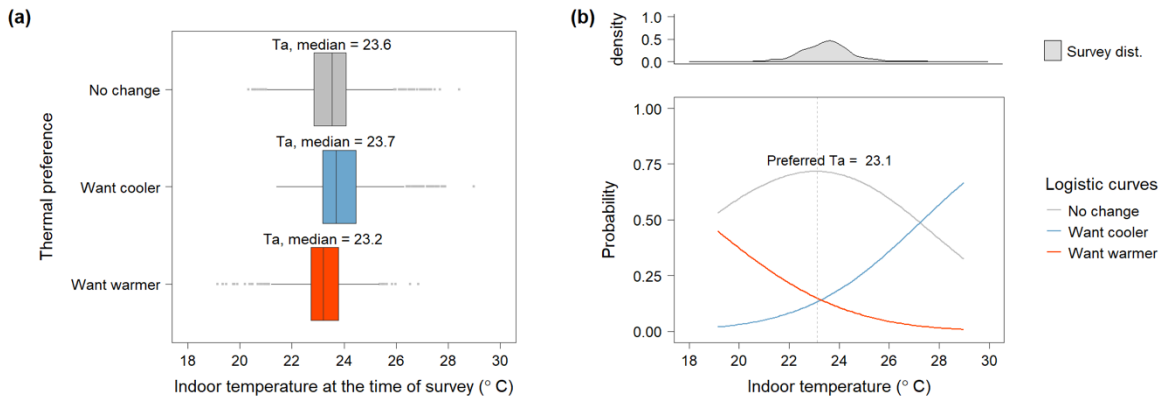 (a)
Thermal preference
No change
Want cooler
Want warmer
Ta, median = 23.6
Ta, median = 23.7
Ta, median = 23.2
18 20 22 24 26 28 30
Indoor temperature at the time of survey (° C)
(b)
density
1.0
0.5
0.0
Survey dist.
Probability
1.00
0.75
0.50
0.25
0.00
Preferred Ta = 23.1
18 20 22 24 26 28 30
Indoor temperature (° C)
Logistic curves
No change
Want cooler
Want warmer